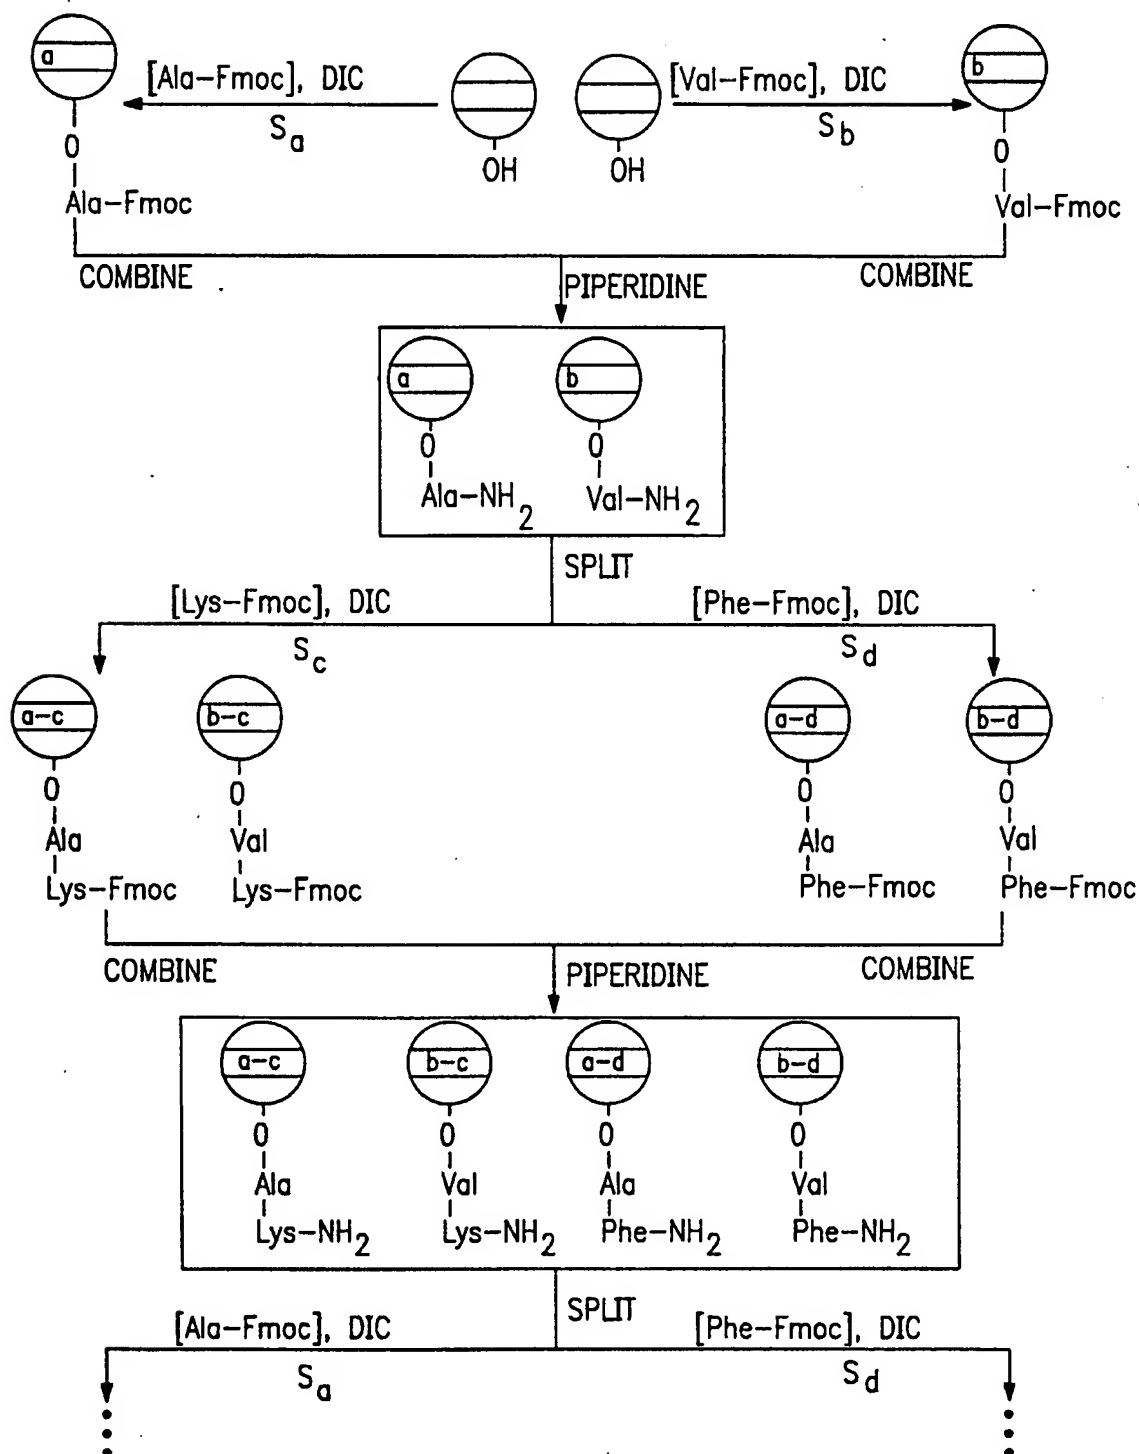 a
[Ala-Fmoc], DIC
Sa
OH
OH
[Val-Fmoc], DIC
Sb
b
O
Ala-Fmoc
O
Val-Fmoc
COMBINE
PIPERIDINE
COMBINE
a
b
O
O
Ala-NH2
Val-NH2
SPLIT
[Lys-Fmoc], DIC
Sc
[Phe-Fmoc], DIC
Sd
a-c
b-c
a-d
b-d
O
O
O
O
Ala
Val
Ala
Val
Lys-Fmoc
Lys-Fmoc
Phe-Fmoc
Phe-Fmoc
COMBINE
PIPERIDINE
COMBINE
a-c
b-c
a-d
b-d
O
O
O
O
Ala
Val
Ala
Val
Lys-NH2
Lys-NH2
Phe-NH2
Phe-NH2
SPLIT
[Ala-Fmoc], DIC
Sa
[Phe-Fmoc], DIC
Sd